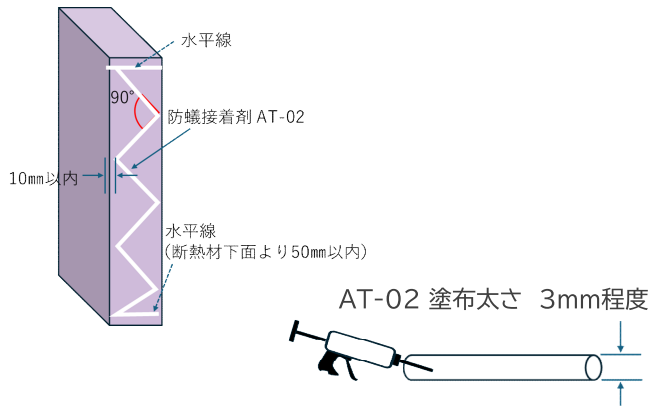 水平線
90°
防蟻接着剤 AT-02
10㎜以内
水平線
(断熱材下面より50㎜以内)
AT-02 塗布太さ 3mm程度